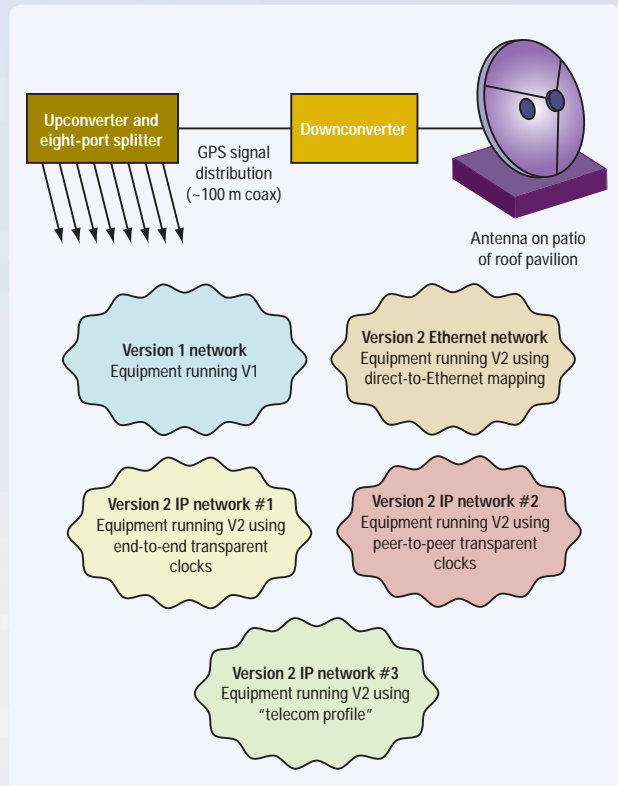 Upconverter and
eight-port splitter
GPS signal
distribution
(~100 m coax)
Downconverter
Antenna on patio
of roof pavilion
Version 1 network
Equipment running V1
Version 2 Ethernet network
Equipment running V2 using
direct-to-Ethernet mapping
Version 2 IP network #1
Equipment running V2 using
end-to-end transparent
clocks
Version 2 IP network #2
Equipment running V2 using
peer-to-peer transparent
clocks
Version 2 IP network #3
Equipment running V2 using
“telecom profile”